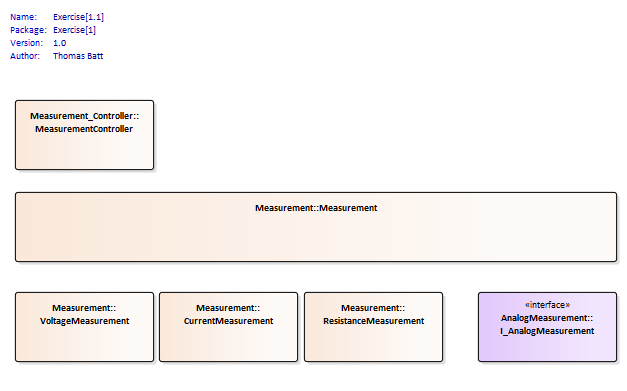 Name: Exercise[1.1]
Package: Exercise[1]
Version: 1.0
Author: Thomas Batt
Measurement_Controller::
MeasurementController
Measurement::Measurement
Measurement::
VoltageMeasurement
Measurement::
CurrentMeasurement
Measurement::
ResistanceMeasurement
«interface»
AnalogMeasurement::
I_AnalogMeasurement